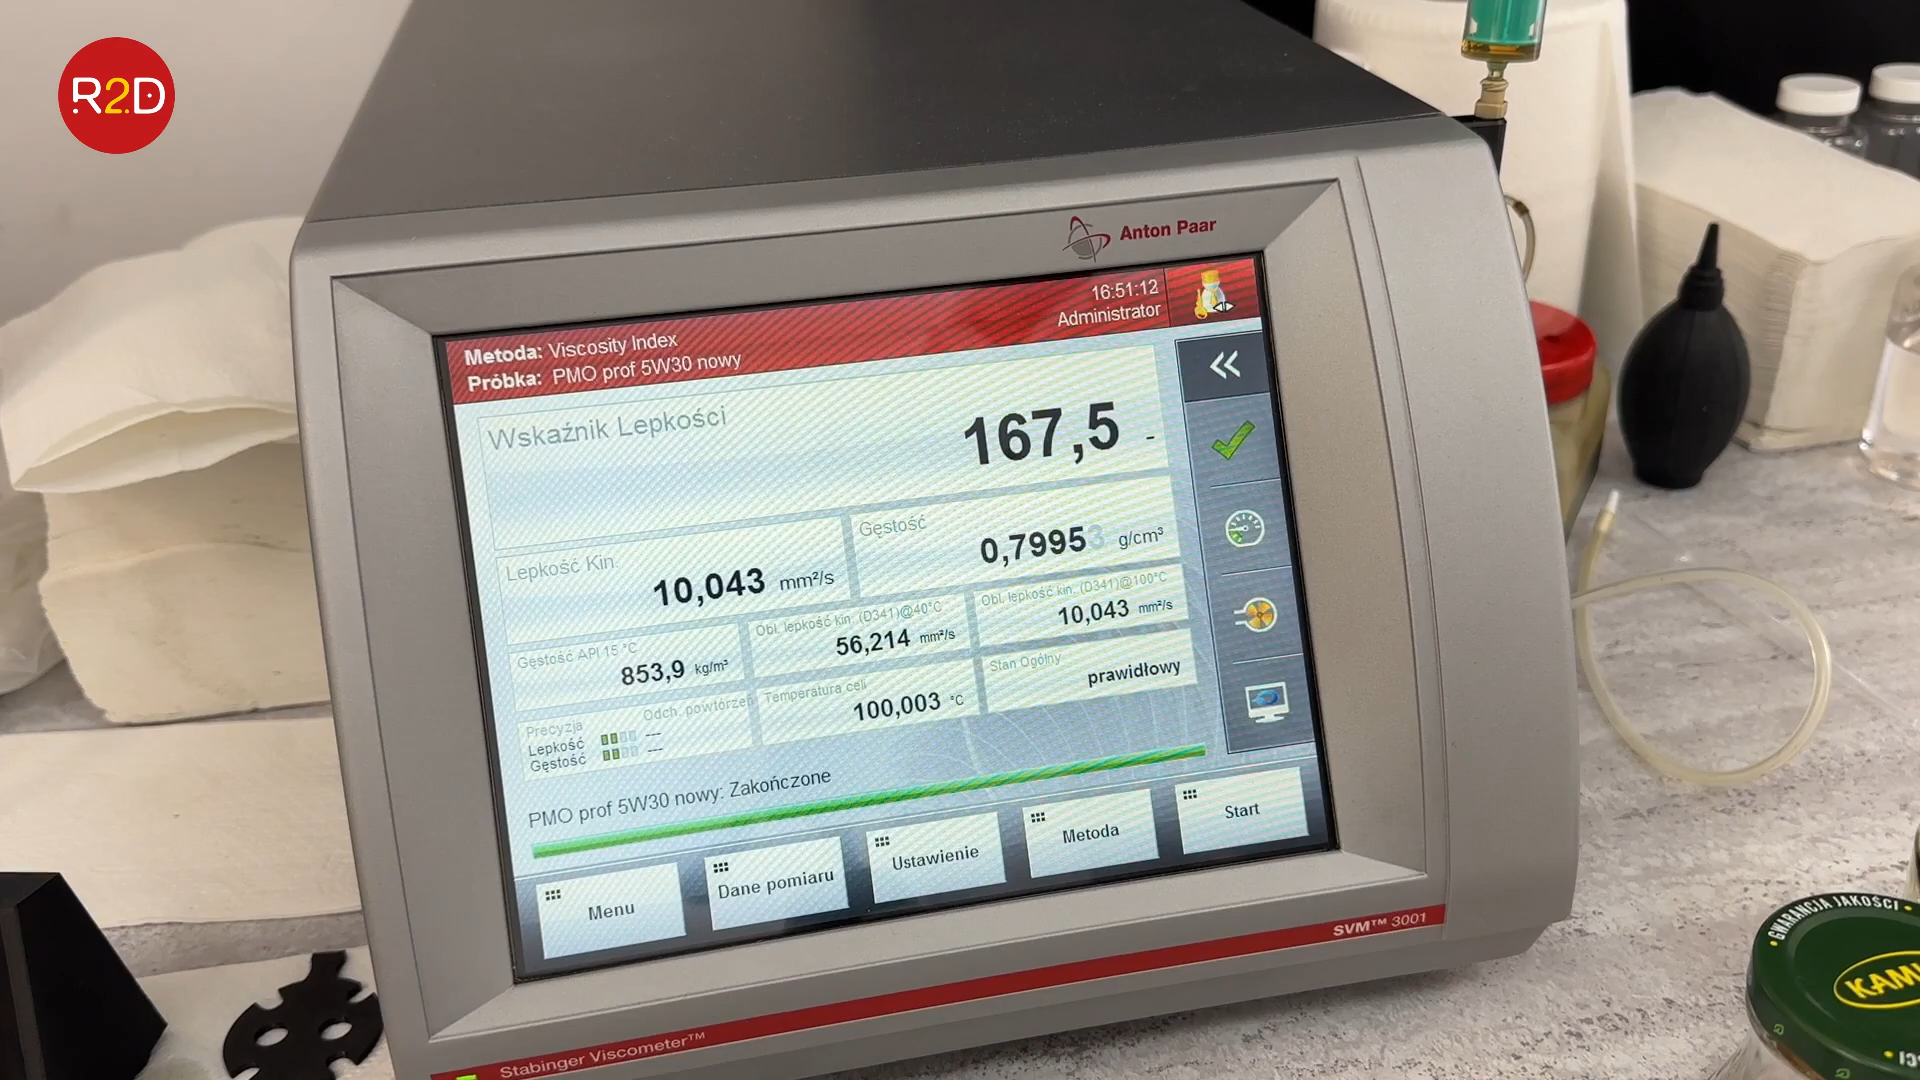 R2D
Anton Paar
16:51:12
Administrator
Metoda: Viscosity Index
Próbka: PMO prof 5W30 nowy
Wskaźnik Lepkości
167,5 -
Lepkość Kin.
10,043 mm²/s
Gęstość
0,79953 g/cm³
Gęstość API 15 °C
853,9 kg/m³
Obl. lepkość kin. (D341)@40°C
56,214 mm²/s
Obl. lepkość kin. (D341)@100°C
10,043 mm²/s
Precyzja Odch. powtórzeń
Lepkość ---
Gęstość ---
Temperatura celi
100,003 °C
Stan Ogólny
prawidłowy
PMO prof 5W30 nowy: Zakończone
Menu
Dane pomiaru
Ustawienie
Metoda
Start
SVM™ 3001
Stabinger Viscometer™
GWARANCJA JAKOŚCI